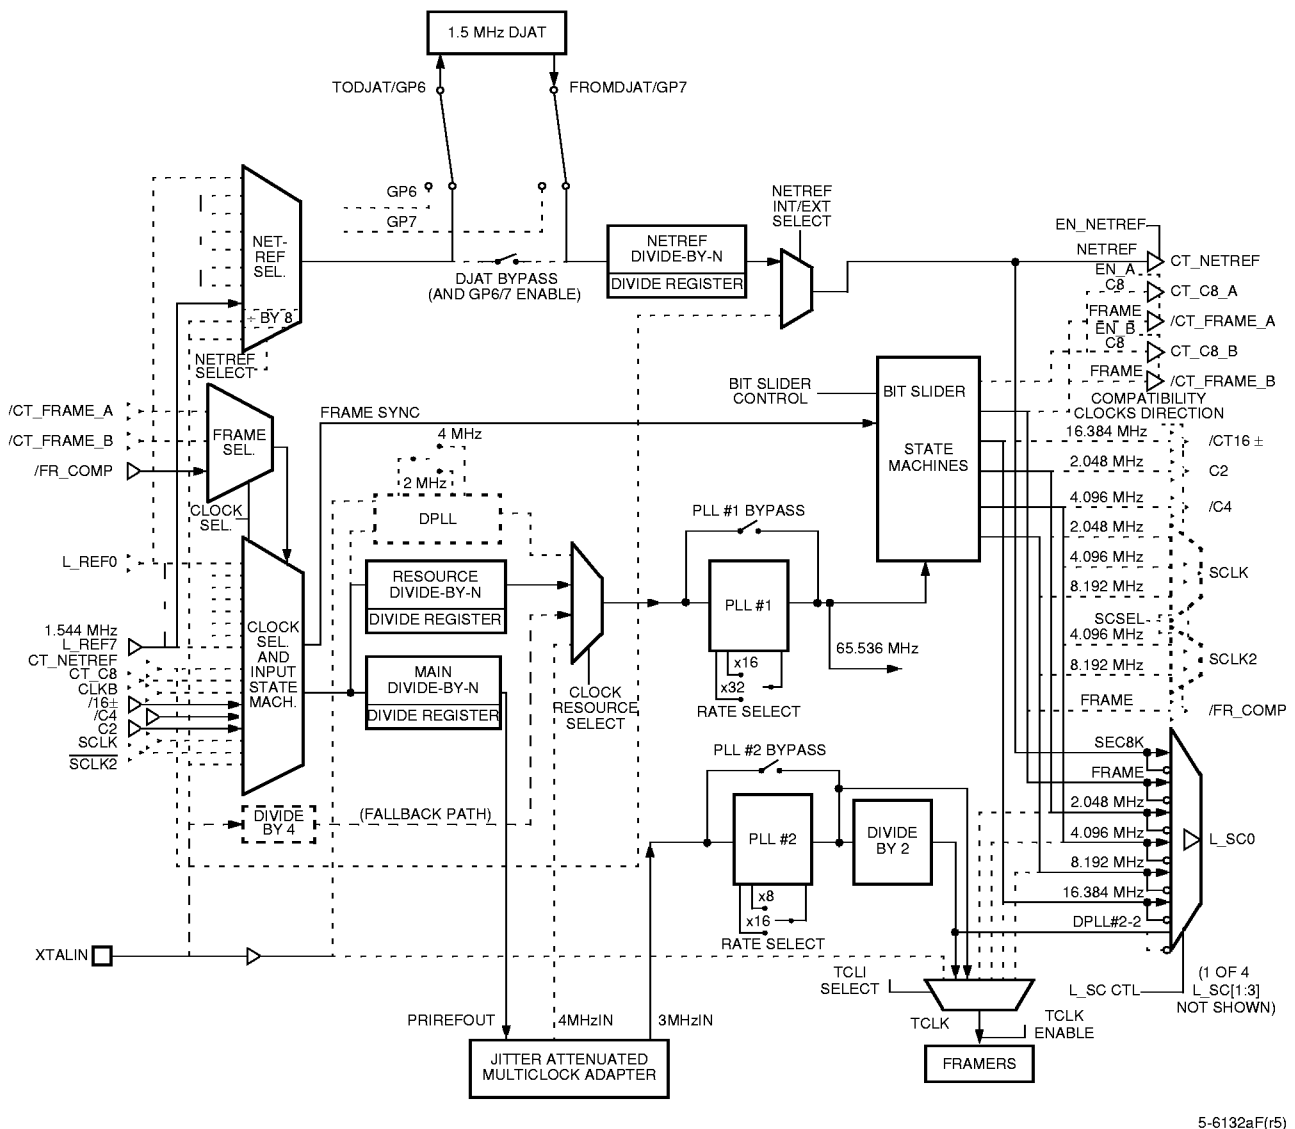 1.5 MHz DJAT
TODJAT/GP6
FROMDJAT/GP7
GP6
GP7
NET-
REF
SEL.
÷ BY 8
NETREF
SELECT
DJAT BYPASS
(AND GP6/7 ENABLE)
NETREF
DIVIDE-BY-N
DIVIDE REGISTER
NETREF
INT/EXT
SELECT
EN_NETREF
NETREF
CT_NETREF
EN_A
C8
CT_C8_A
FRAME
/CT_FRAME_A
EN_B
C8
CT_C8_B
FRAME
/CT_FRAME_B
COMPATIBILITY
CLOCKS DIRECTION
/CT_FRAME_A
/CT_FRAME_B
/FR_COMP
FRAME
SEL.
CLOCK
SEL.
FRAME SYNC
4 MHz
2 MHz
DPLL
BIT SLIDER
CONTROL
BIT SLIDER
STATE
MACHINES
16.384 MHz
/CT16 ±
2.048 MHz
C2
4.096 MHz
/C4
2.048 MHz
4.096 MHz
8.192 MHz
SCLK
SCSEL
4.096 MHz
8.192 MHz
SCLK2
FRAME
/FR_COMP
L_REF0
1.544 MHz
L_REF7
CT_NETREF
CT_C8
CLKB
/16±
/C4
C2
SCLK
SCLK2
CLOCK
SEL.
AND
INPUT
STATE
MACH.
RESOURCE
DIVIDE-BY-N
DIVIDE REGISTER
MAIN
DIVIDE-BY-N
DIVIDE REGISTER
CLOCK
RESOURCE
SELECT
PLL #1 BYPASS
PLL #1
x16
x32
RATE SELECT
65.536 MHz
DIVIDE
BY 4
(FALLBACK PATH)
PLL #2 BYPASS
PLL #2
x8
x16
RATE SELECT
DIVIDE
BY 2
SEC8K
FRAME
2.048 MHz
4.096 MHz
8.192 MHz
16.384 MHz
DPLL#2-2
L_SC0
L_SC CTL
(1 OF 4
L_SC[1:3]
NOT SHOWN)
XTALIN
TCLI
SELECT
TCLK
TCLK
ENABLE
FRAMERS
PRIREFOUT
4MHzIN
3MHzIN
JITTER ATTENUATED
MULTICLOCK ADAPTER
5-6132aF(r5)